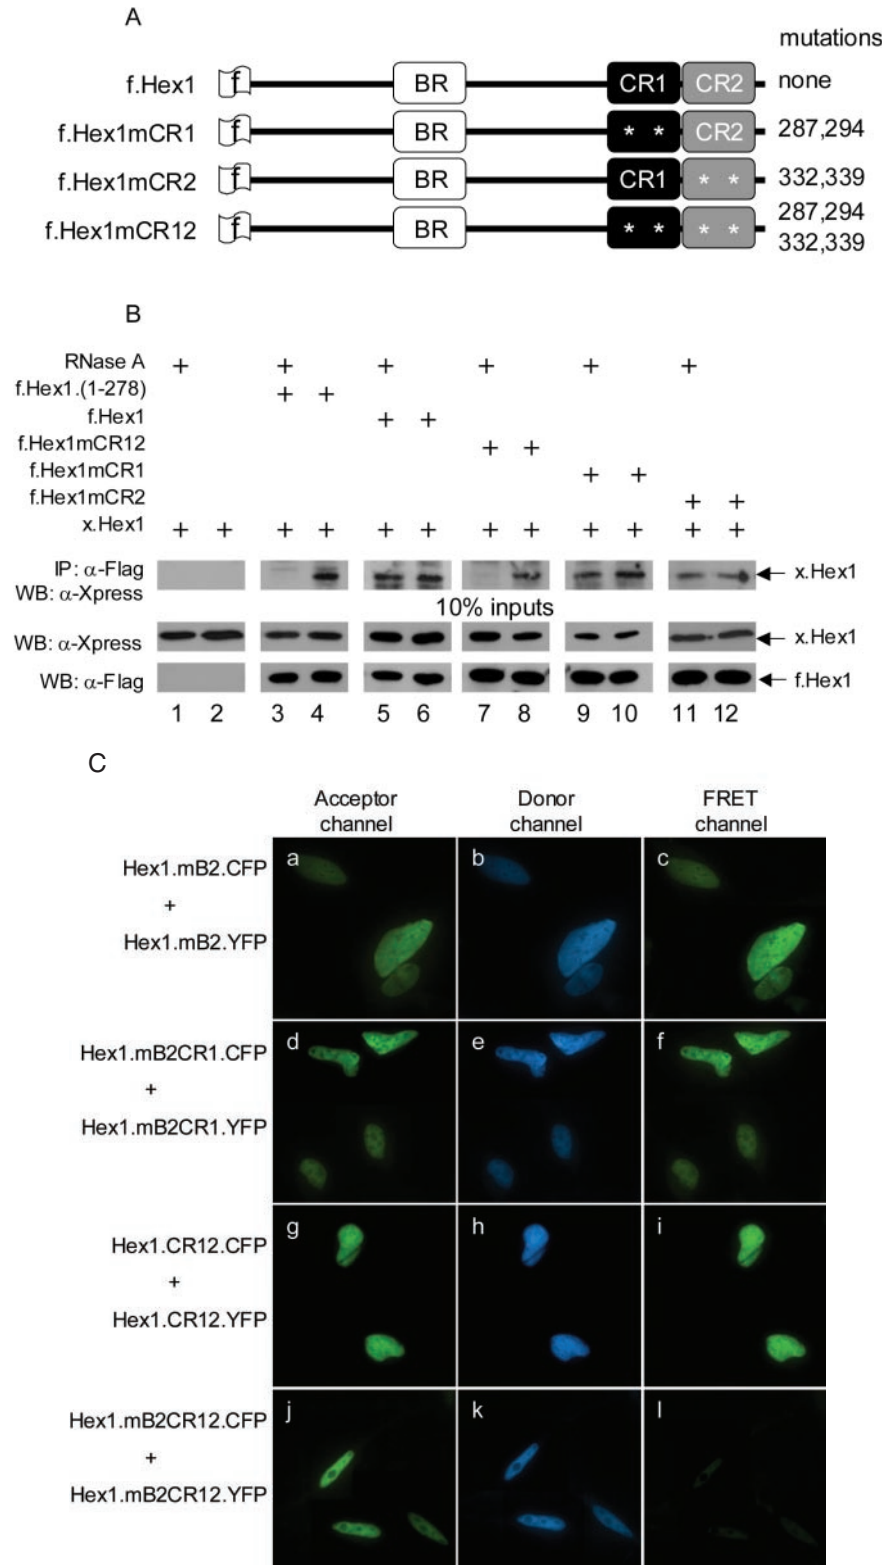 A
mutations
f.Hex1 f BR CR1 CR2 none
f.Hex1mCR1 f BR * * CR2 287,294
f.Hex1mCR2 f BR CR1 * * 332,339
f.Hex1mCR12 f BR * * * * 287,294
332,339
B
RNase A + + + + + +
f.Hex1.(1-278) + +
f.Hex1 + +
f.Hex1mCR12 + +
f.Hex1mCR1 + +
f.Hex1mCR2 + +
x.Hex1 + + + + + + + + + + + +
IP: α-Flag
WB: α-Xpress
x.Hex1
10% inputs
WB: α-Xpress x.Hex1
WB: α-Flag f.Hex1
1 2 3 4 5 6 7 8 9 10 11 12
C
Acceptor channel
Donor channel
FRET channel
Hex1.mB2.CFP
+
Hex1.mB2.YFP
a b c
Hex1.mB2CR1.CFP
+
Hex1.mB2CR1.YFP
d e f
Hex1.CR12.CFP
+
Hex1.CR12.YFP
g h i
Hex1.mB2CR12.CFP
+
Hex1.mB2CR12.YFP
j k l